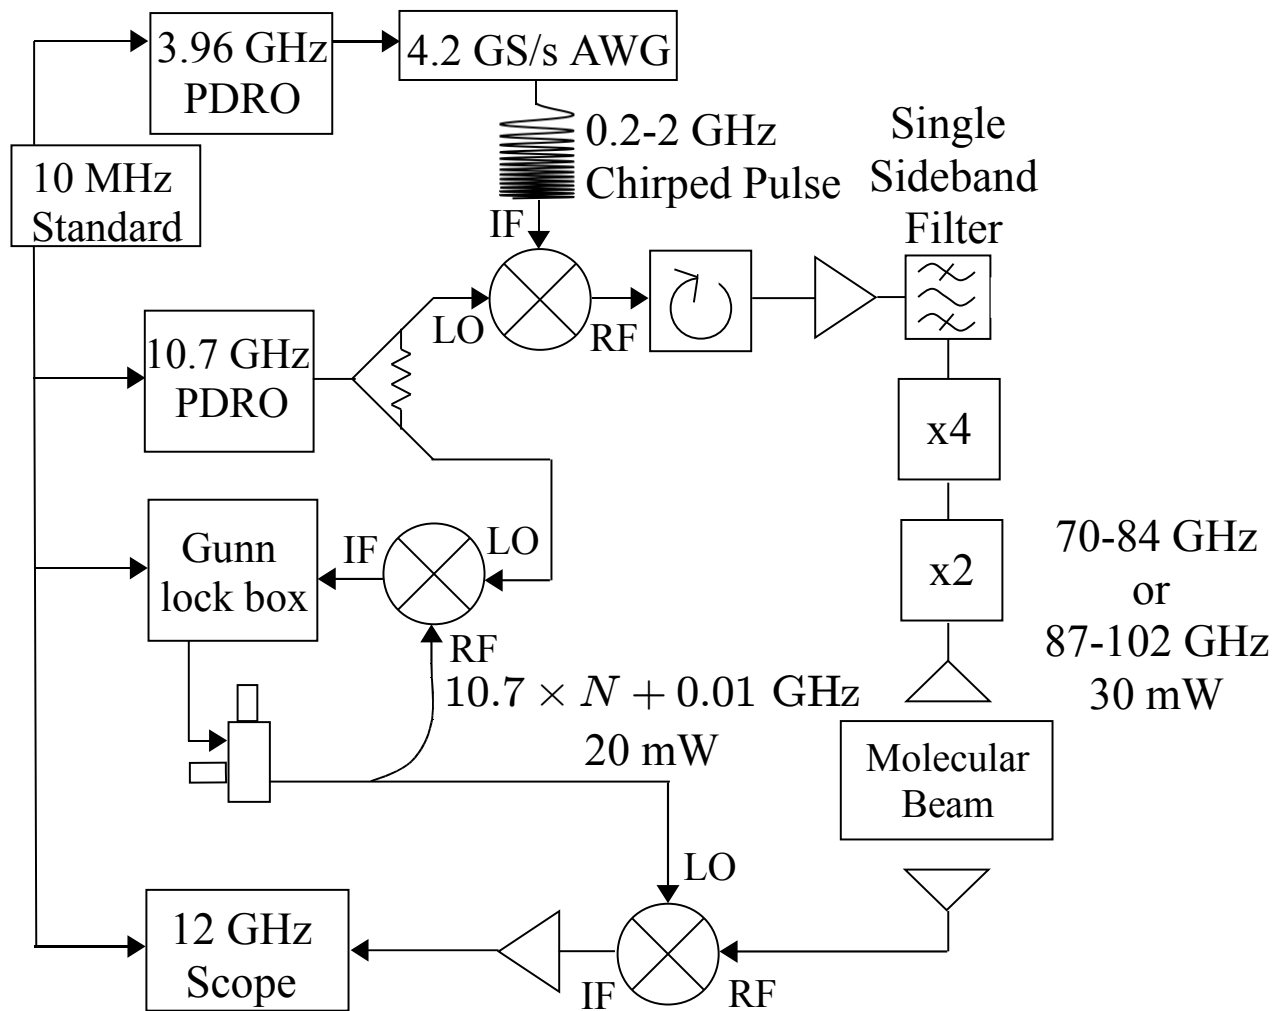 3.96 GHz
PDRO
4.2 GS/s AWG
0.2-2 GHz
Chirped Pulse
Single
Sideband
Filter
10 MHz
Standard
IF
LO
RF
10.7 GHz
PDRO
x4
x2
70-84 GHz
or
87-102 GHz
30 mW
Gunn
lock box
IF
LO
RF
10.7 × N + 0.01 GHz
20 mW
Molecular
Beam
LO
12 GHz
Scope
IF
RF